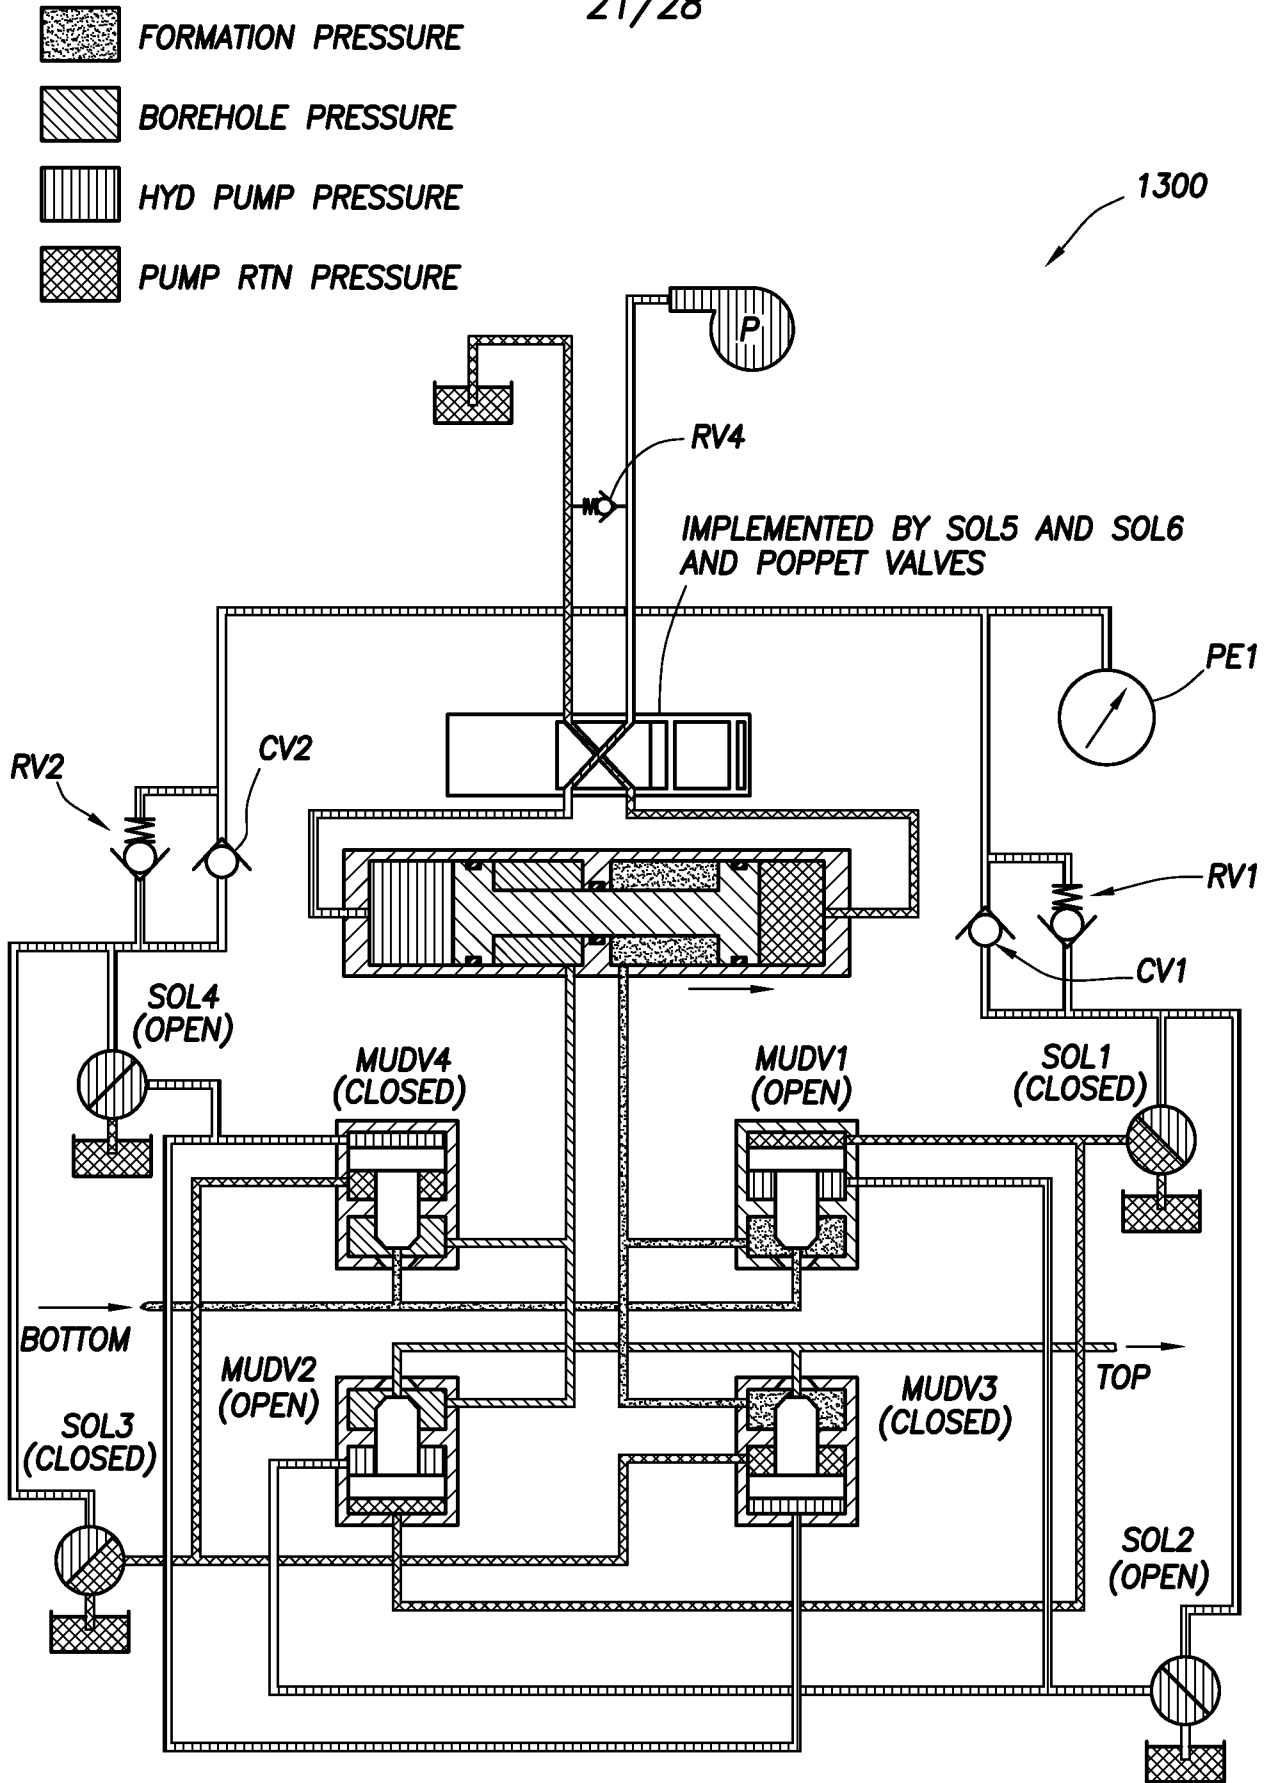 21/28
FORMATION PRESSURE
BOREHOLE PRESSURE
HYD PUMP PRESSURE
PUMP RTN PRESSURE
1300
P
RV4
IMPLEMENTED BY SOL5 AND SOL6
AND POPPET VALVES
PE1
RV2
CV2
RV1
CV1
SOL4
(OPEN)
MUDV4
(CLOSED)
MUDV1
(OPEN)
SOL1
(CLOSED)
BOTTOM
TOP
MUDV2
(OPEN)
MUDV3
(CLOSED)
SOL3
(CLOSED)
SOL2
(OPEN)